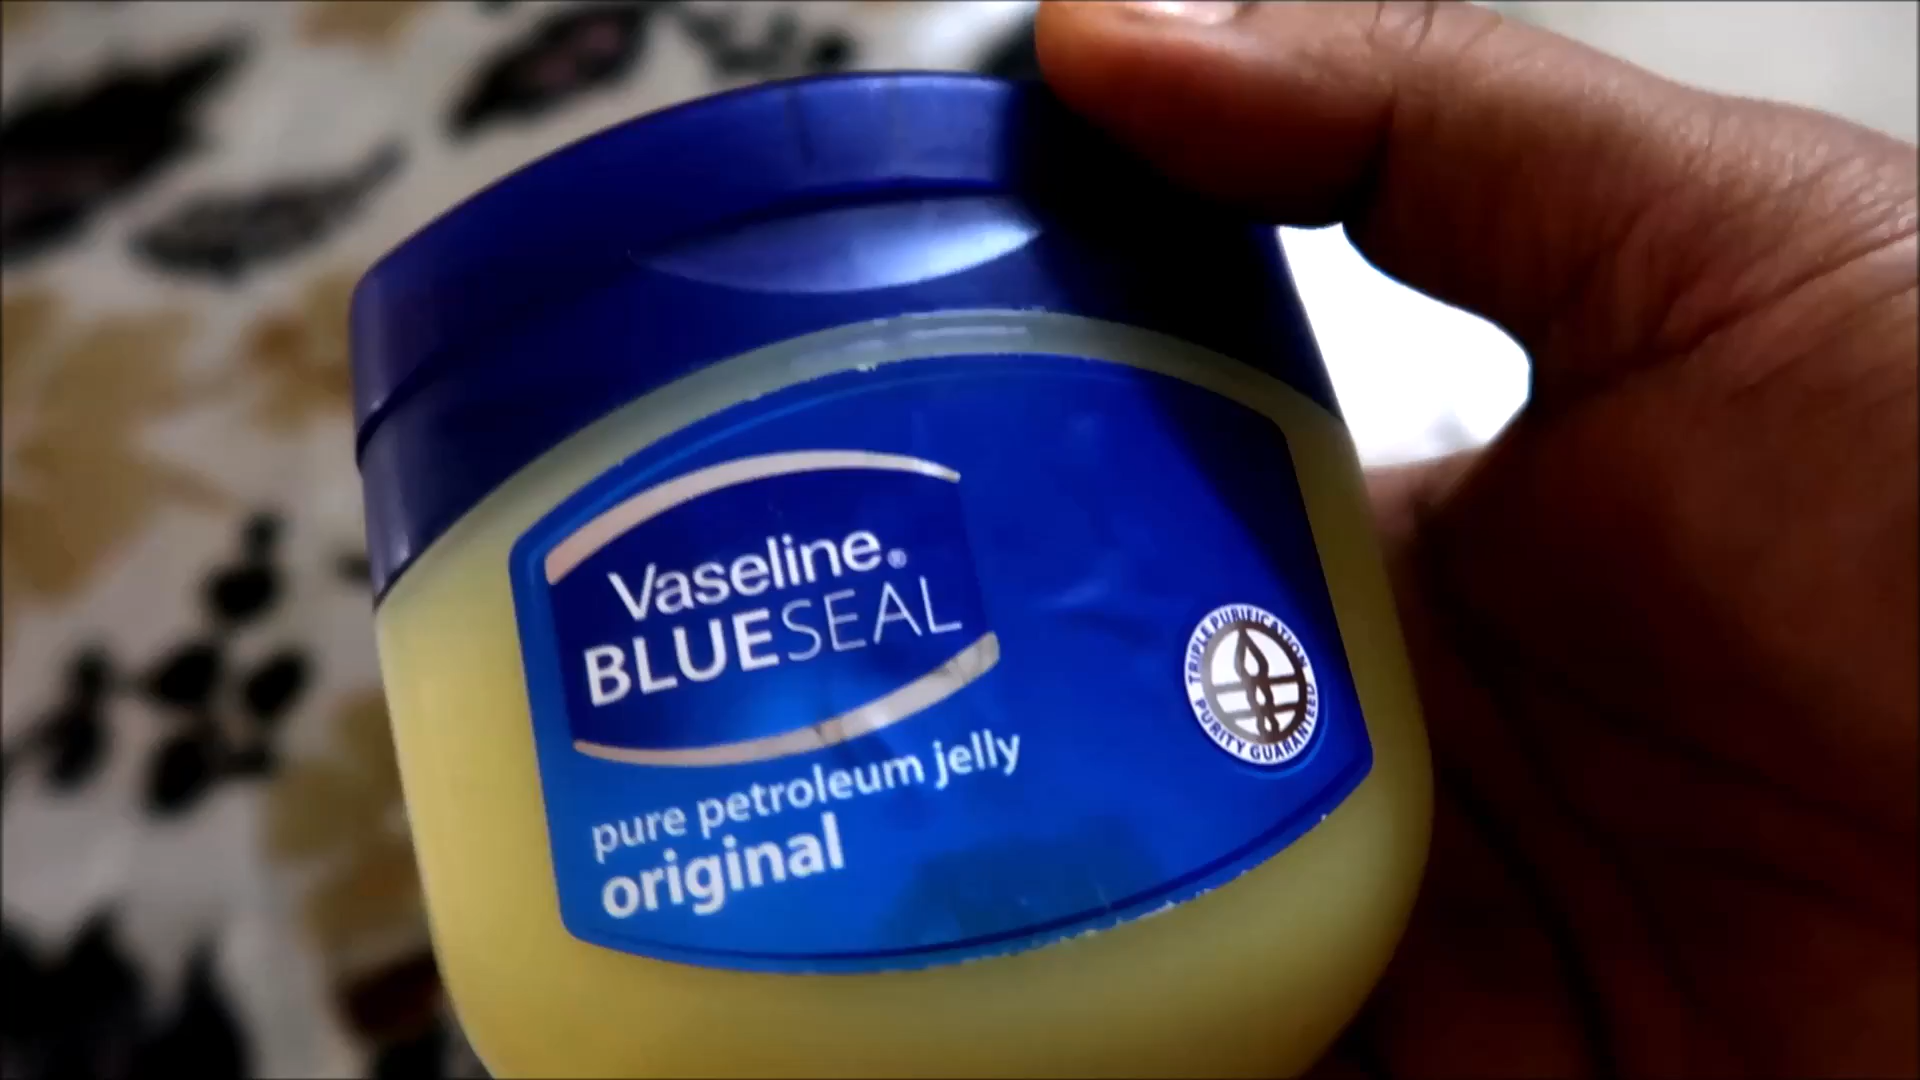 Vaseline®
BLUESEAL
pure petroleum jelly
original
TRIPLE PURIFICATION
PURITY GUARANTEED